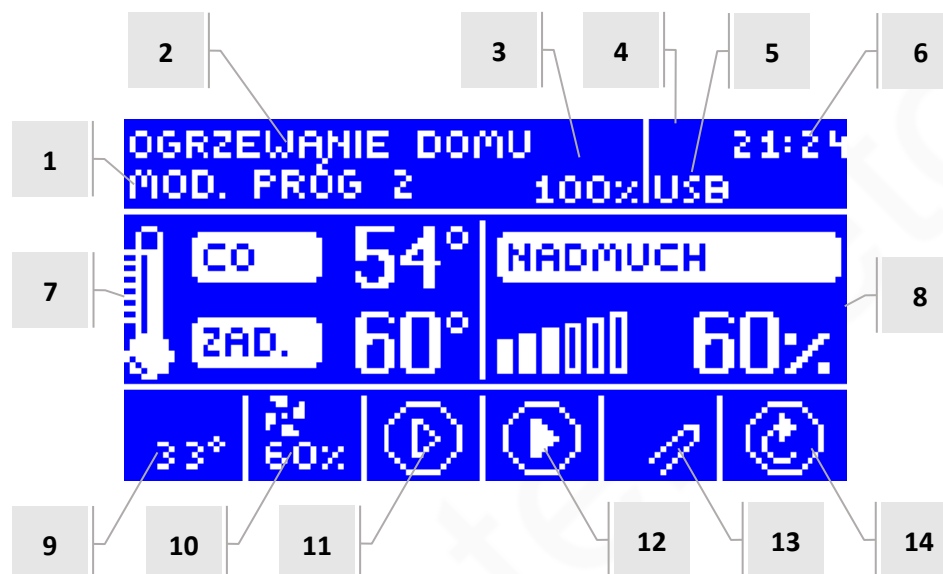 2 3 4 5 6
1
OGRZEWANIE DOMU 21:24
MOD. PRÓG 2 100% USB
7
CO 54° NADMUCH
8
ZAD. 60° 60%
33° 60%
9 10 11 12 13 14